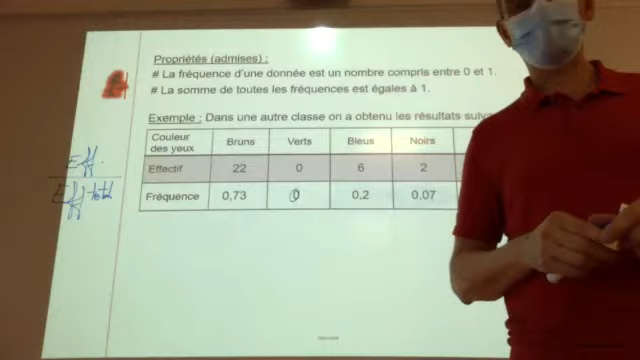 Propriétés (admises) :
# La fréquence d'une donnée est un nombre compris entre 0 et 1.
# La somme de toutes les fréquences est égales à 1.
Exemple : Dans une autre classe on a obtenu les résultats suiva
Couleur des yeux Bruns Verts Bleus Noirs
Effectif 22 0 6 2
Fréquence 0,73 0 0,2 0,07
Eff.
Eff total